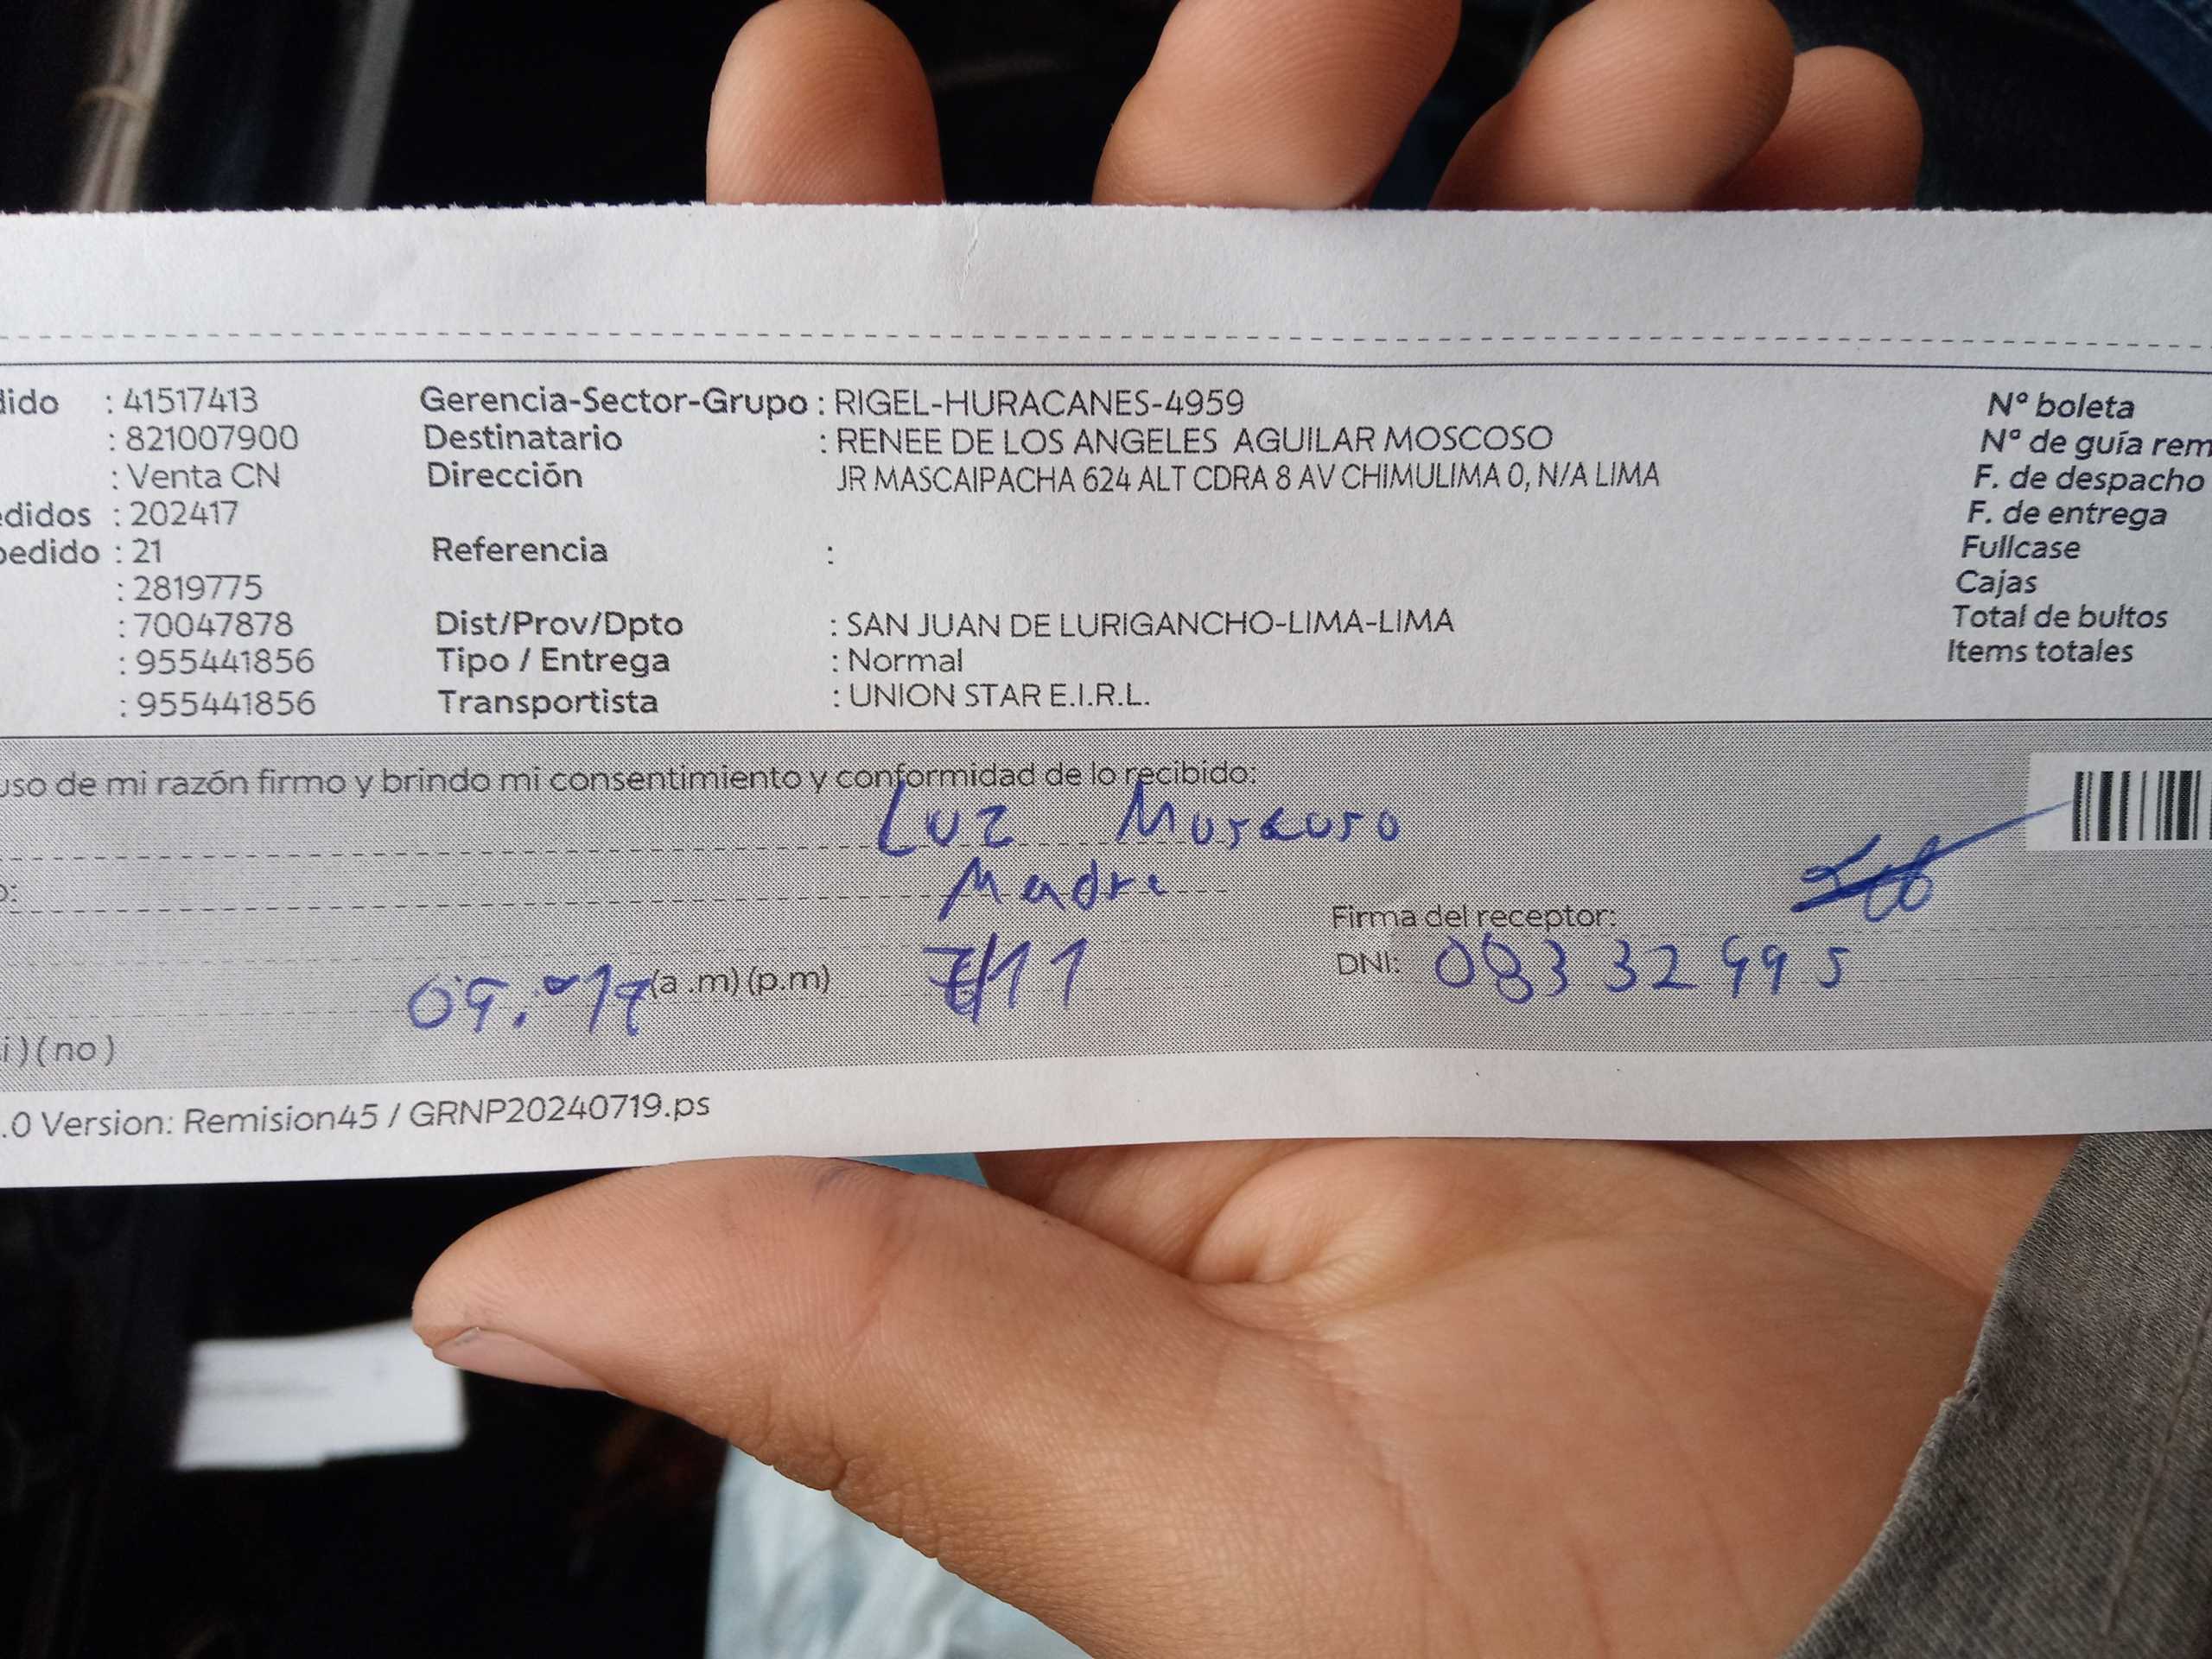 dido : 41517413 Gerencia-Sector-Grupo : RIGEL-HURACANES-4959 Nº boleta
: 821007900 Destinatario : RENEE DE LOS ANGELES AGUILAR MOSCOSO Nº de guía rem
: Venta CN Dirección JR MASCAIPACHA 624 ALT CDRA 8 AV CHIMULIMA 0, N/A LIMA F. de despacho
edidos : 202417 F. de entrega
pedido : 21 Referencia : Fullcase
: 2819775 Cajas
: 70047878 Dist/Prov/Dpto : SAN JUAN DE LURIGANCHO-LIMA-LIMA Total de bultos
: 955441856 Tipo / Entrega : Normal Items totales
: 955441856 Transportista : UNION STAR E.I.R.L.
uso de mi razón firmo y brindo mi consentimiento y conformidad de lo recibido:
Luz Moscoso
o: Madre
Firma del receptor:
(a .m) (p.m) 7/11 DNI:
i ) ( no )
.0 Version: Remision45 / GRNP20240719.ps